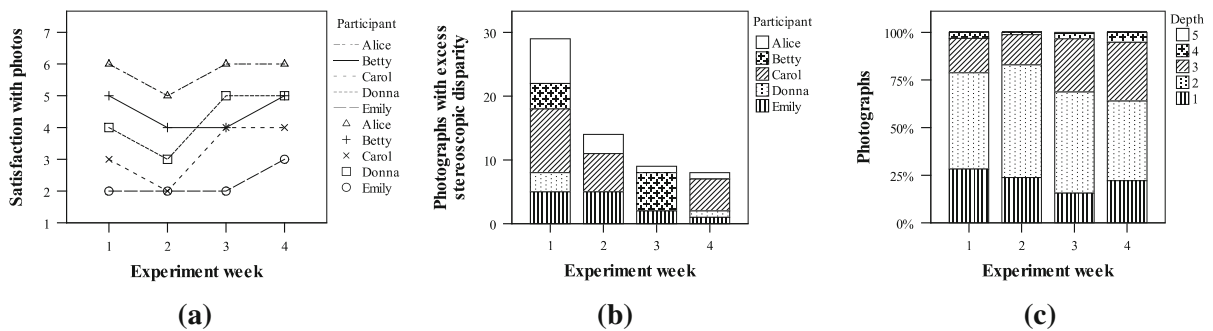 Satisfaction with photos
7
6
5
4
3
2
1
1 2 3 4
Experiment week
Participant
Alice
Betty
Carol
Donna
Emily
Alice
Betty
Carol
Donna
Emily
(a)
Photographs with excess
stereoscopic disparity
30
20
10
0
1 2 3 4
Experiment week
Participant
Alice
Betty
Carol
Donna
Emily
(b)
Photographs
100%
75%
50%
25%
0%
1 2 3 4
Experiment week
Depth
5
4
3
2
1
(c)